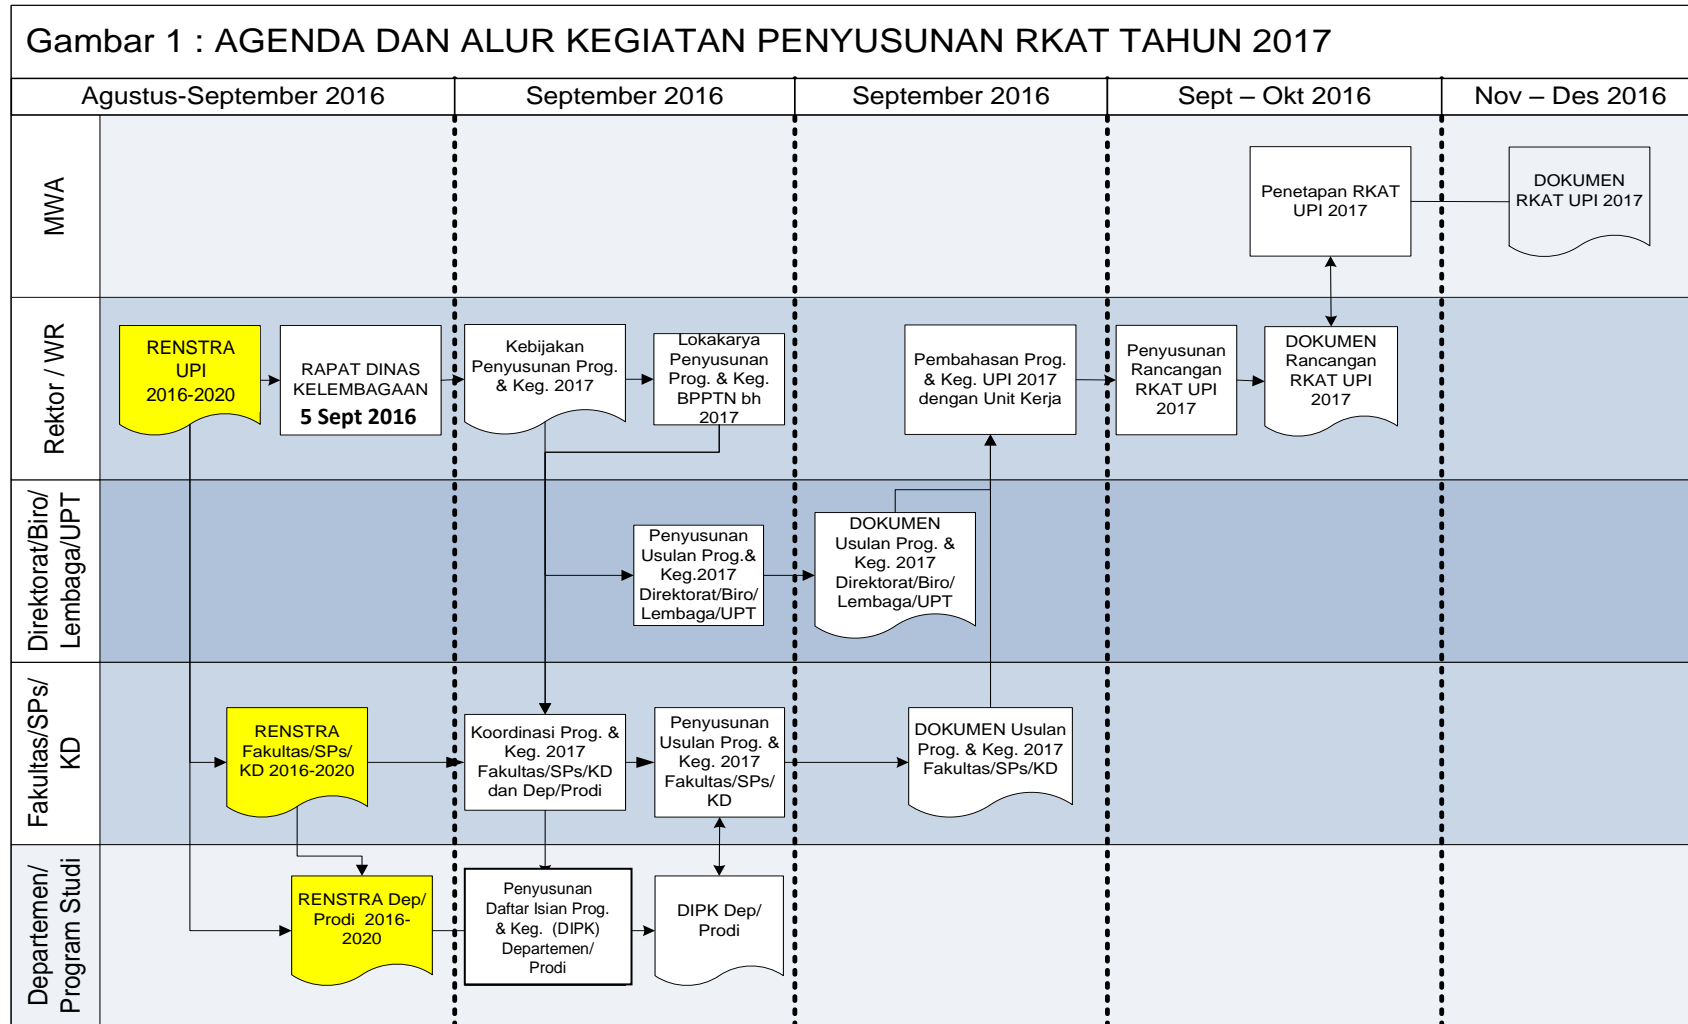 Gambar 1 : AGENDA DAN ALUR KEGIATAN PENYUSUNAN RKAT TAHUN 2017
Agustus-September 2016
September 2016
September 2016
Sept – Okt 2016
Nov – Des 2016
MWA
Penetapan RKAT
UPI 2017
DOKUMEN
RKAT UPI 2017
Rektor / WR
RENSTRA
UPI
2016-2020
RAPAT DINAS
KELEMBAGAAN
5 Sept 2016
Kebijakan
Penyusunan Prog.
& Keg. 2017
Lokakarya
Penyusunan
Prog. & Keg.
BPPTN bh
2017
Pembahasan Prog.
& Keg. UPI 2017
dengan Unit Kerja
Penyusunan
Rancangan
RKAT UPI
2017
DOKUMEN
Rancangan
RKAT UPI
2017
Direktorat/Biro/
Lembaga/UPT
Penyusunan
Usulan Prog.&
Keg.2017
Direktorat/Biro/
Lembaga/UPT
DOKUMEN
Usulan Prog. &
Keg. 2017
Direktorat/Biro/
Lembaga/UPT
Fakultas/SPs/
KD
RENSTRA
Fakultas/SPs/
KD 2016-2020
Koordinasi Prog. &
Keg. 2017
Fakultas/SPs/KD
dan Dep/Prodi
Penyusunan
Usulan Prog. &
Keg. 2017
Fakultas/SPs/
KD
DOKUMEN Usulan
Prog. & Keg. 2017
Fakultas/SPs/KD
Departemen/
Program Studi
RENSTRA Dep/
Prodi 2016-
2020
Penyusunan
Daftar Isian Prog.
& Keg. (DIPK)
Departemen/
Prodi
DIPK Dep/
Prodi